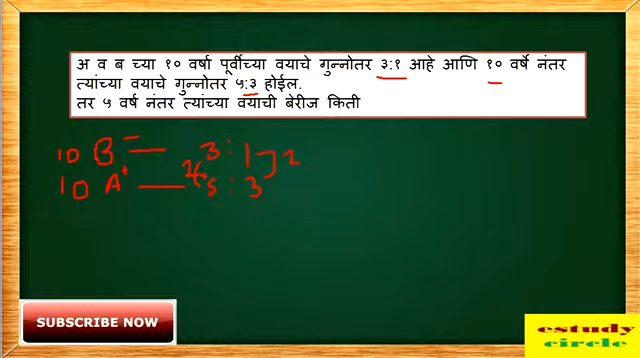 अ व ब च्या १० वर्षा पूर्वीच्या वयाचे गुन्नोतर ३:१ आहे आणि १० वर्षे नंतर
त्यांच्या वयाचे गुन्नोतर ५:३ होईल.
तर ५ वर्ष नंतर त्यांच्या वयाची बेरीज किती
10 B⁻ — 3 : 1 2
10 A⁺ — 2 5 : 3
SUBSCRIBE NOW
estudy
circle